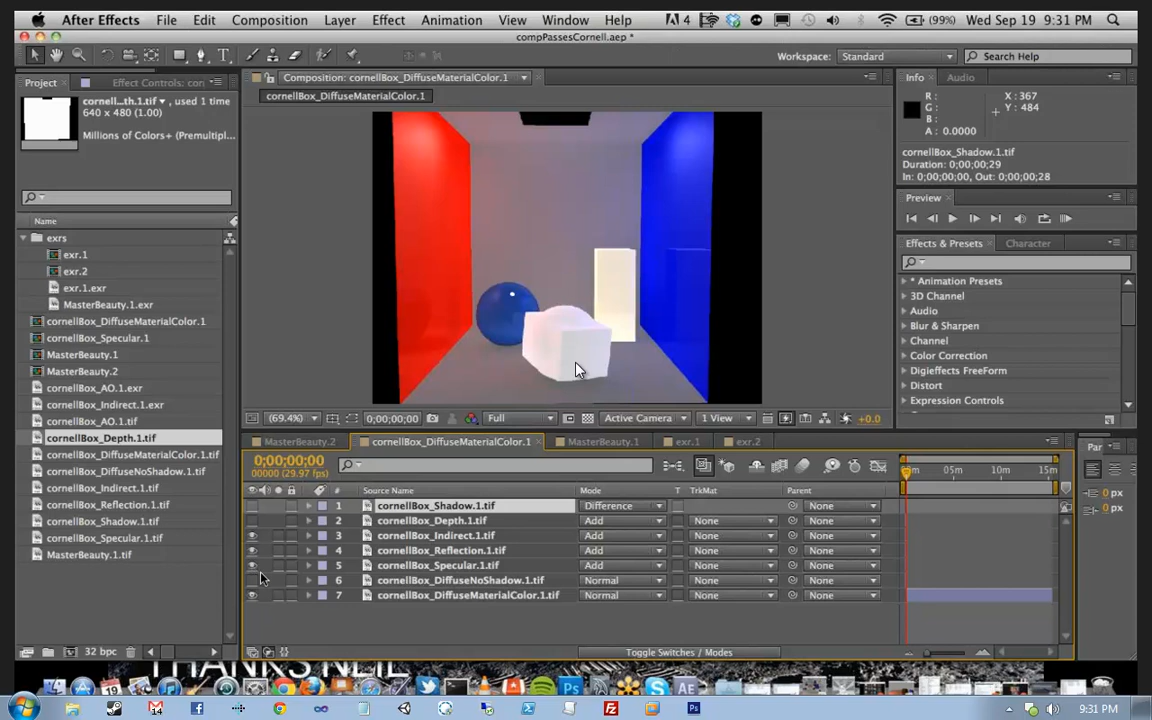 After Effects File Edit Composition Layer Effect Animation View Window Help 4 (99%) Wed Sep 19 9:31 PM
compPassesCornell.aep *
T Workspace: Standard Search Help
Project Effect Controls: cor
cornell...th.1.tif ▾ , used 1 time
640 x 480 (1.00)
Millions of Colors+ (Premultipl...
Name
exrs
exr.1
exr.2
exr.1.exr
MasterBeauty.1.exr
cornellBox_DiffuseMaterialColor.1
cornellBox_Specular.1
MasterBeauty.1
MasterBeauty.2
cornellBox_AO.1.exr
cornellBox_Indirect.1.exr
cornellBox_AO.1.tif
cornellBox_Depth.1.tif
cornellBox_DiffuseMaterialColor.1.tif
cornellBox_DiffuseNoShadow.1.tif
cornellBox_Indirect.1.tif
cornellBox_Reflection.1.tif
cornellBox_Shadow.1.tif
cornellBox_Specular.1.tif
MasterBeauty.1.tif
32 bpc
Composition: cornellBox_DiffuseMaterialColor.1
cornellBox_DiffuseMaterialColor.1
(69.4%) 0;00;00;00 Full Active Camera 1 View +0.0
Info Audio
R : X : 367
G : Y : 484
B :
A : 0.0000
cornellBox_Shadow.1.tif
Duration: 0;00;00;29
In: 0;00;00;00, Out: 0;00;00;28
Preview
Effects & Presets Character
* Animation Presets
3D Channel
Audio
Blur & Sharpen
Channel
Color Correction
Digieffects FreeForm
Distort
Expression Controls
MasterBeauty.2 cornellBox_DiffuseMaterialColor.1 MasterBeauty.1 exr.1 exr.2
0;00;00;00
00000 (29.97 fps)
05m 10m 15m
# Source Name Mode T TrkMat Parent
1 cornellBox_Shadow.1.tif Difference None
2 cornellBox_Depth.1.tif Add None None
3 cornellBox_Indirect.1.tif Add None None
4 cornellBox_Reflection.1.tif Add None None
5 cornellBox_Specular.1.tif Add None None
6 cornellBox_DiffuseNoShadow.1.tif Normal None None
7 cornellBox_DiffuseMaterialColor.1.tif Normal None None
Toggle Switches / Modes
Par
0 px
0 px
THANKS NEIL
9:31 PM